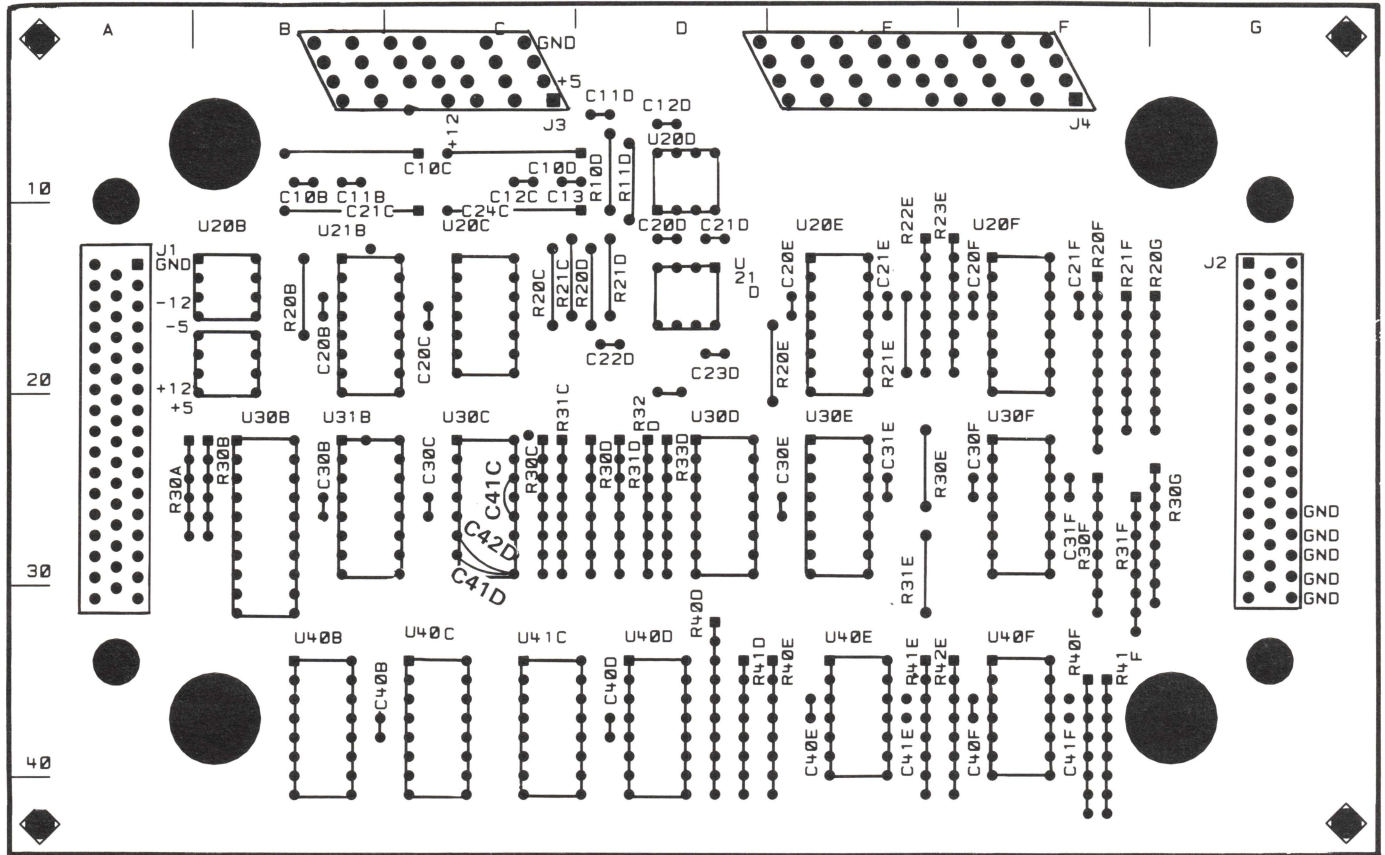 A B C D E F G
GND
+5
J3
J4
+12
C11D
C12D
U20D
C10C
C10D
R10D
R11D
10
C10B
C11B
C12C
C13
C21C
C24C
C20D
C21D
U20B
U21B
U20C
U20E
R22E
R23E
U20F
R20F
J1
GND
-12
-5
+12
+5
R20B
C20B
C20C
R20C
R21C
R20D
R21D
U
21
D
C20E
C21E
C20F
C21F
R21F
R20G
J2
C22D
C23D
R20E
R21E
20
U30B
U31B
U30C
R31C
R32
D
U30D
U30E
U30F
R30A
R30B
C30B
C30C
C41C
C42D
C41D
R30C
R30D
R31D
R33D
C30E
C31E
R30E
C30F
C31F
R30F
R31F
R30G
GND
GND
GND
GND
GND
30
R31E
U40B
U40C
U41C
U40D
R40D
R41D
R40E
U40E
R41E
R42E
U40F
R40F
R41
F
C40B
C40D
C40E
C41E
C40F
C41F
40